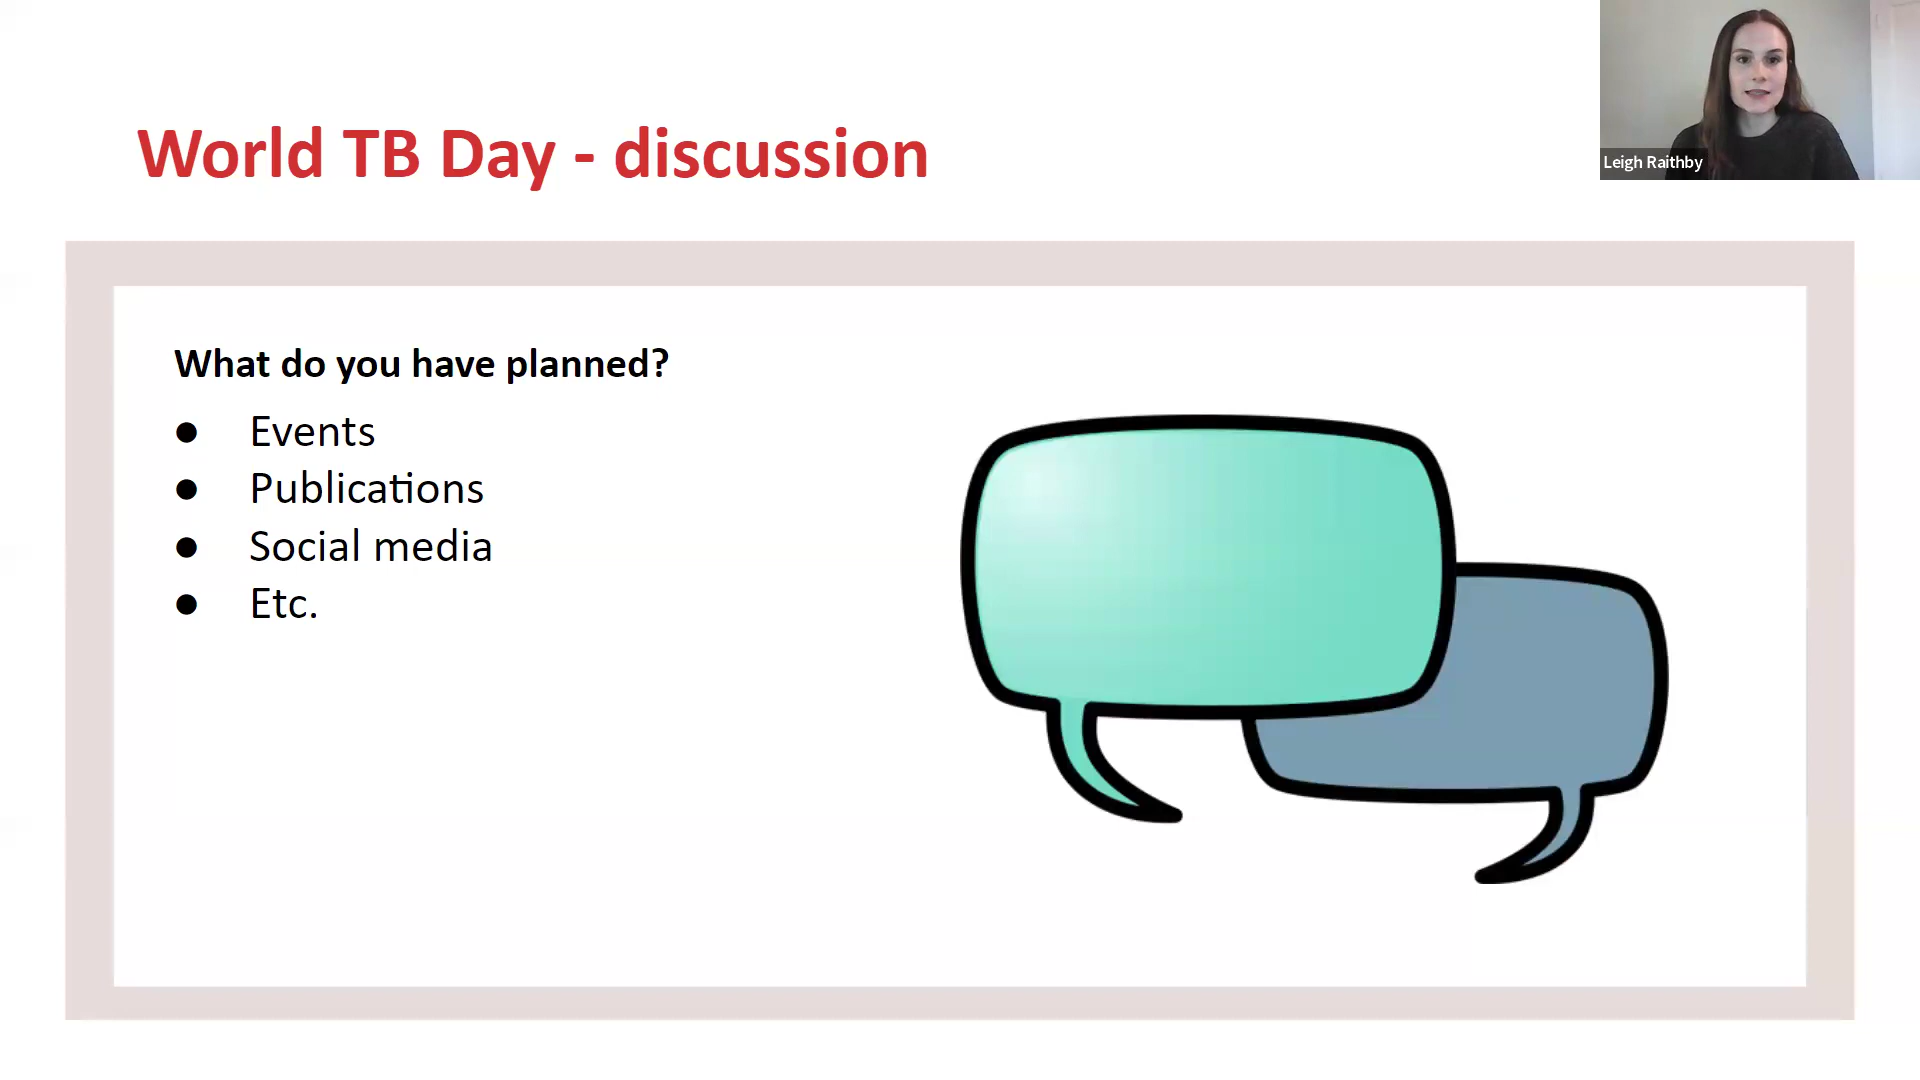 World TB Day - discussion
Leigh Raithby
What do you have planned?
● Events
● Publications
● Social media
● Etc.